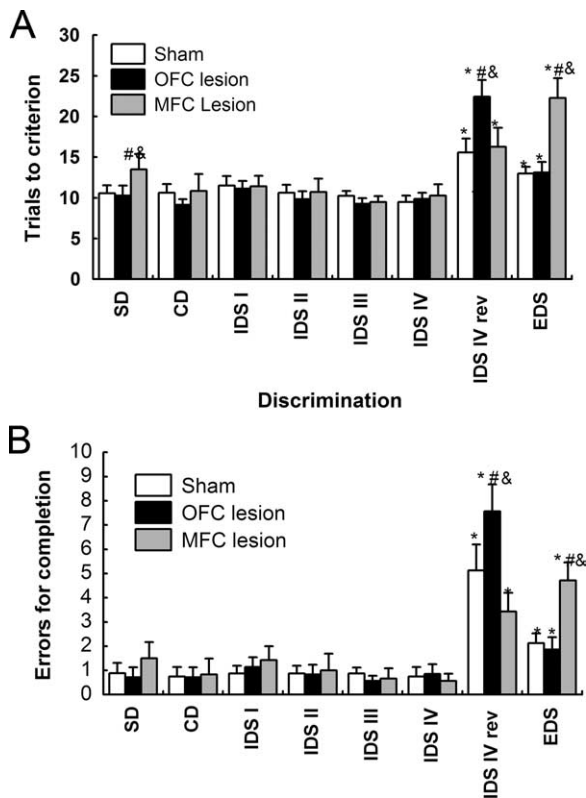 A
Trials to criterion
30
25
20
15
10
5
0
Sham
OFC lesion
MFC Lesion
#&
* #&
*
*
* #&
* *
SD
CD
IDS I
IDS II
IDS III
IDS IV
IDS IV rev
EDS
Discrimination
B
Errors for completion
10
9
8
7
6
5
4
3
2
1
0
Sham
OFC lesion
MFC lesion
* #&
*
*
* #&
* *
SD
CD
IDS I
IDS II
IDS III
IDS IV
IDS IV rev
EDS